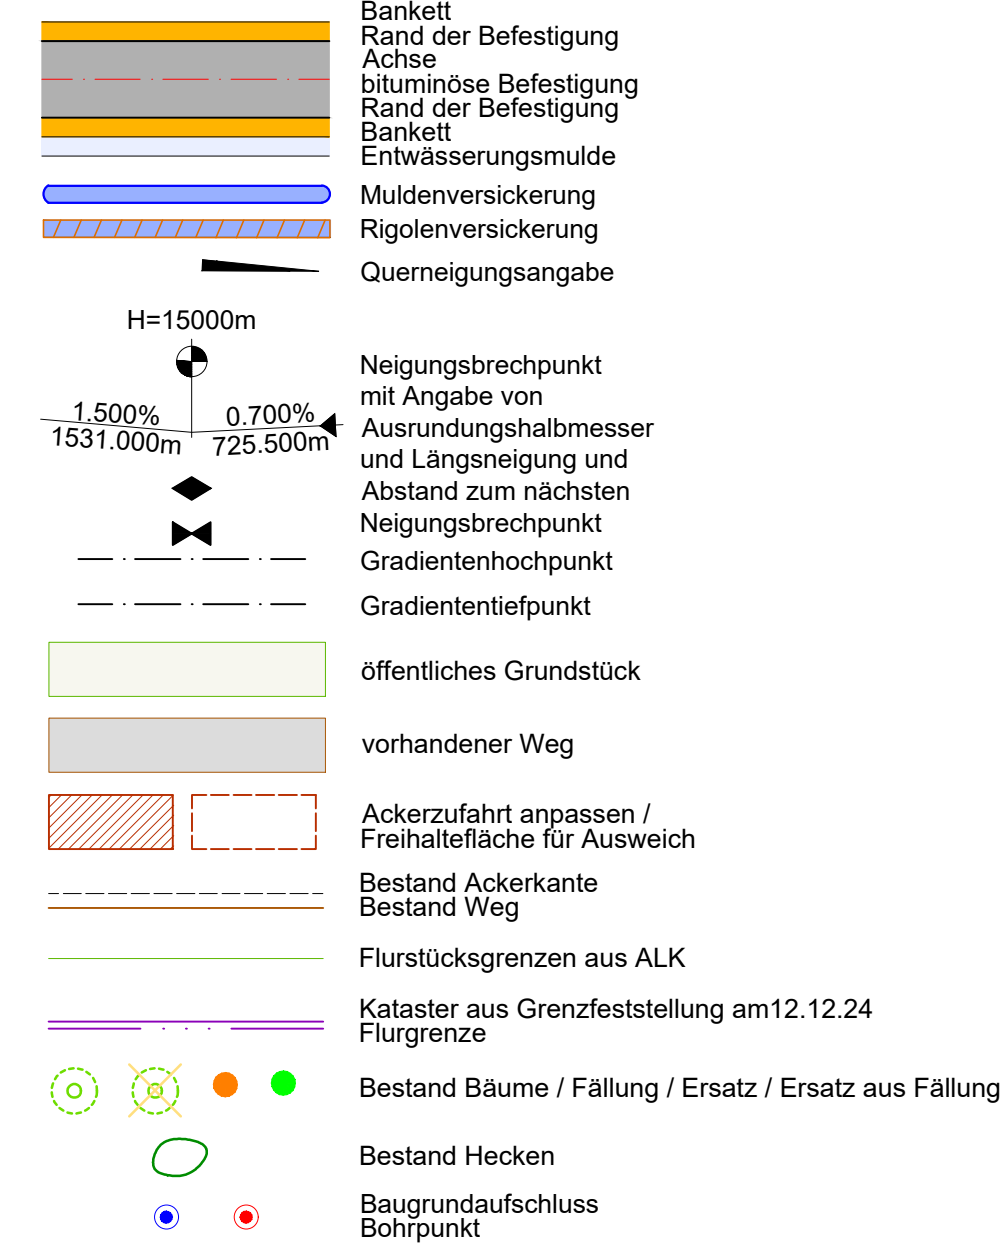 Bankett
Rand der Befestigung
Achse
bituminöse Befestigung
Rand der Befestigung
Bankett
Entwässerungsmulde
Muldenversickerung
Rigolenversickerung
Querneigungsangabe
H=15000m
1.500%
1531.000m
0.700%
725.500m
Neigungsbrechpunkt
mit Angabe von
Ausrundungshalbmesser
und Längsneigung und
Abstand zum nächsten
Neigungsbrechpunkt
Gradientenhochpunkt
Gradiententiefpunkt
öffentliches Grundstück
vorhandener Weg
Ackerzufahrt anpassen /
Freihaltefläche für Ausweich
Bestand Ackerkante
Bestand Weg
Flurstücksgrenzen aus ALK
Kataster aus Grenzfeststellung am12.12.24
Flurgrenze
Bestand Bäume / Fällung / Ersatz / Ersatz aus Fällung
Bestand Hecken
Baugrundaufschluss
Bohrpunkt